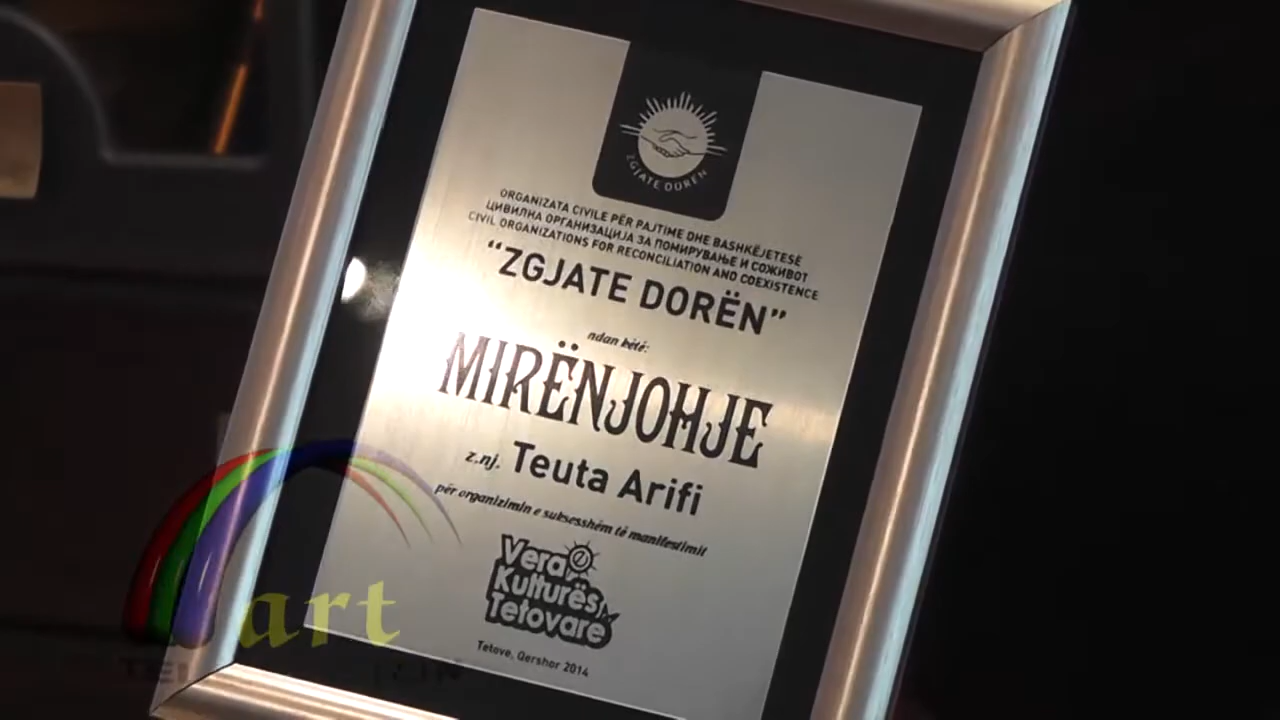 ZGJATE DORËN
ORGANIZATA CIVILE PËR PAJTIME DHE BASHKËJETESË
ЦИВИЛНА ОРГАНИЗАЦИЈА ЗА ПОМИРУВАЊЕ И СОЖИВОТ
CIVIL ORGANIZATIONS FOR RECONCILIATION AND COEXISTENCE
“ZGJATE DORËN”
ndan këtë:
MIRËNJOHJE
z.nj. Teuta Arifi
për organizimin e suksesshëm të manifestimit
Vera e
Kulturës
Tetovare
Tetove, Qershor 2014
art